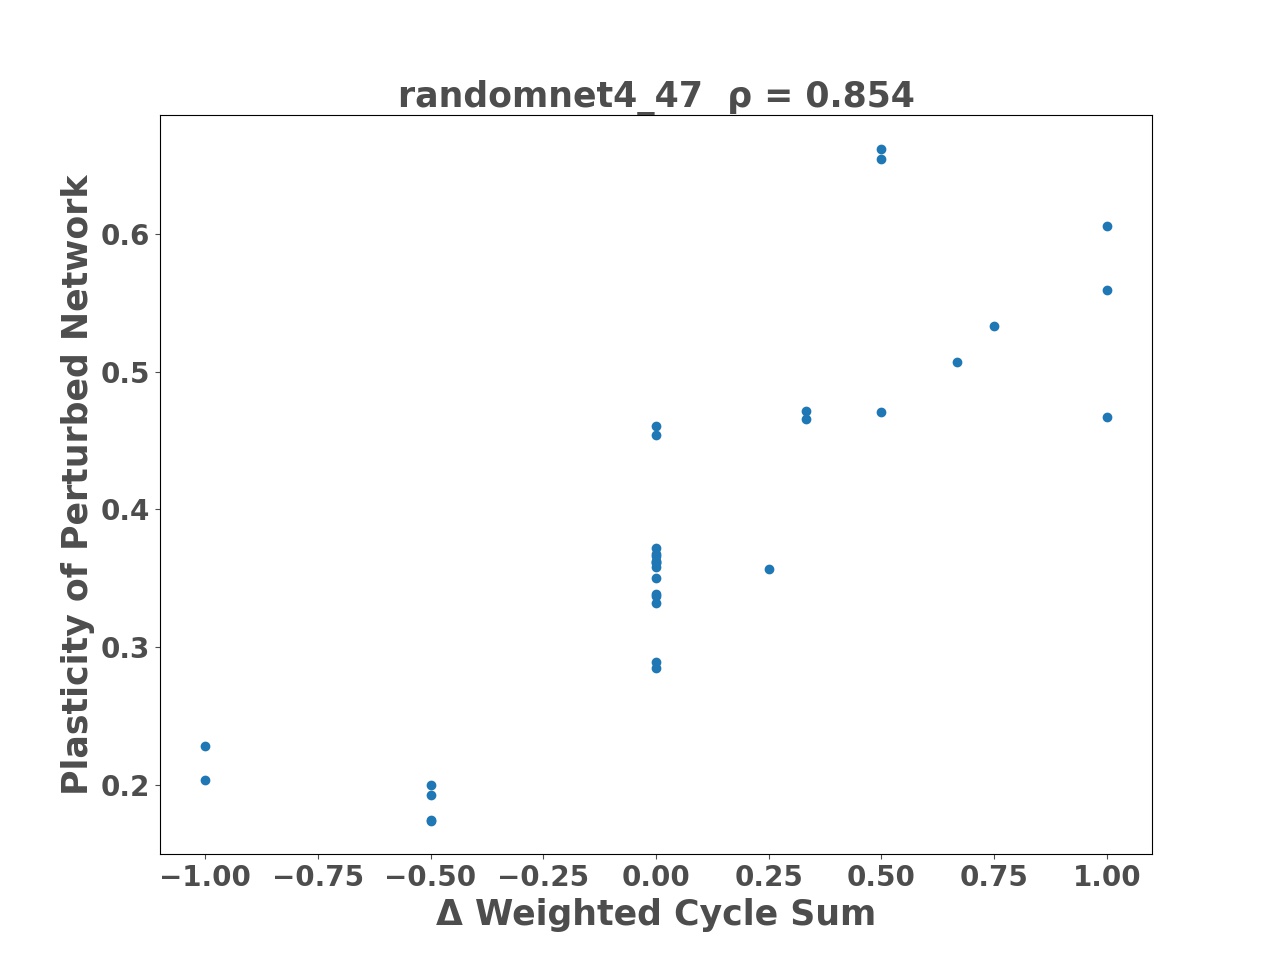 randomnet4_47  ρ = 0.854
Plasticity of Perturbed Network
0.6
0.5
0.4
0.3
0.2
−1.00 −0.75 −0.50 −0.25 0.00 0.25 0.50 0.75 1.00
Δ Weighted Cycle Sum